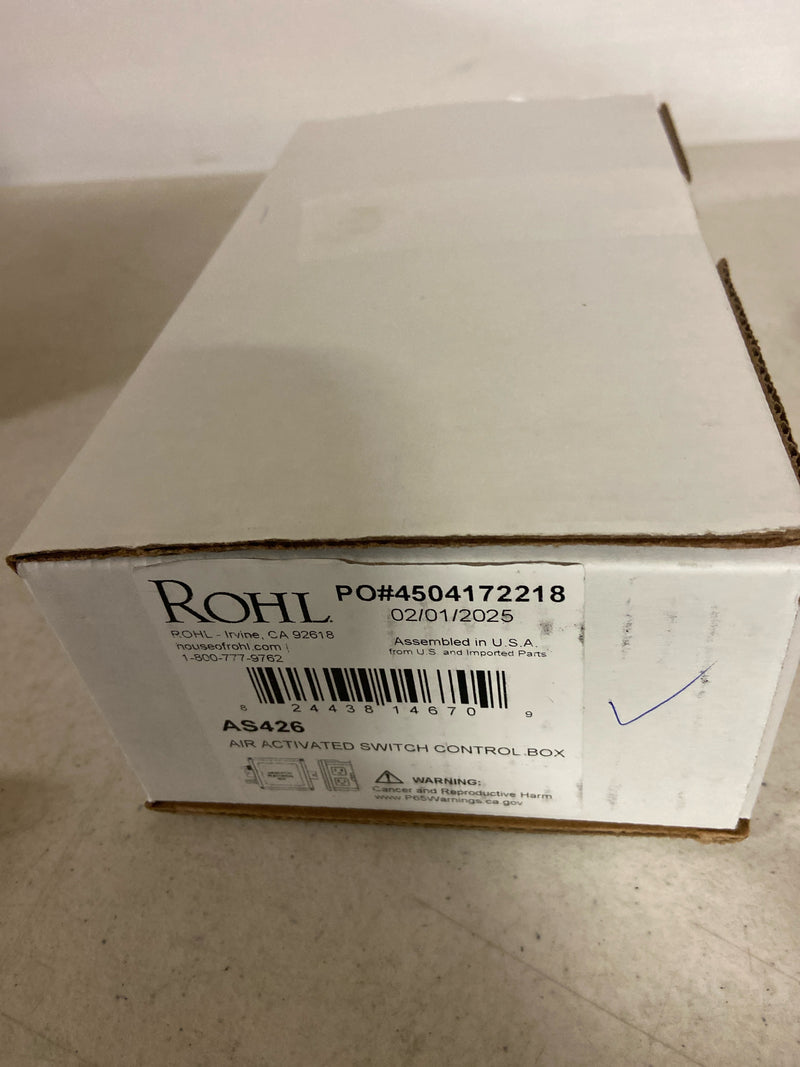 ROHL
PO#4504172218
02/01/2025
ROHL - Irvine, CA 92618
houseofrohl.com
1-800-777-9762
Assembled in U.S.A.
from U.S. and Imported Parts
8 24438 14670 9
AS426
AIR ACTIVATED SWITCH CONTROL BOX
WARNING:
Cancer and Reproductive Harm
www.P65Warnings.ca.gov